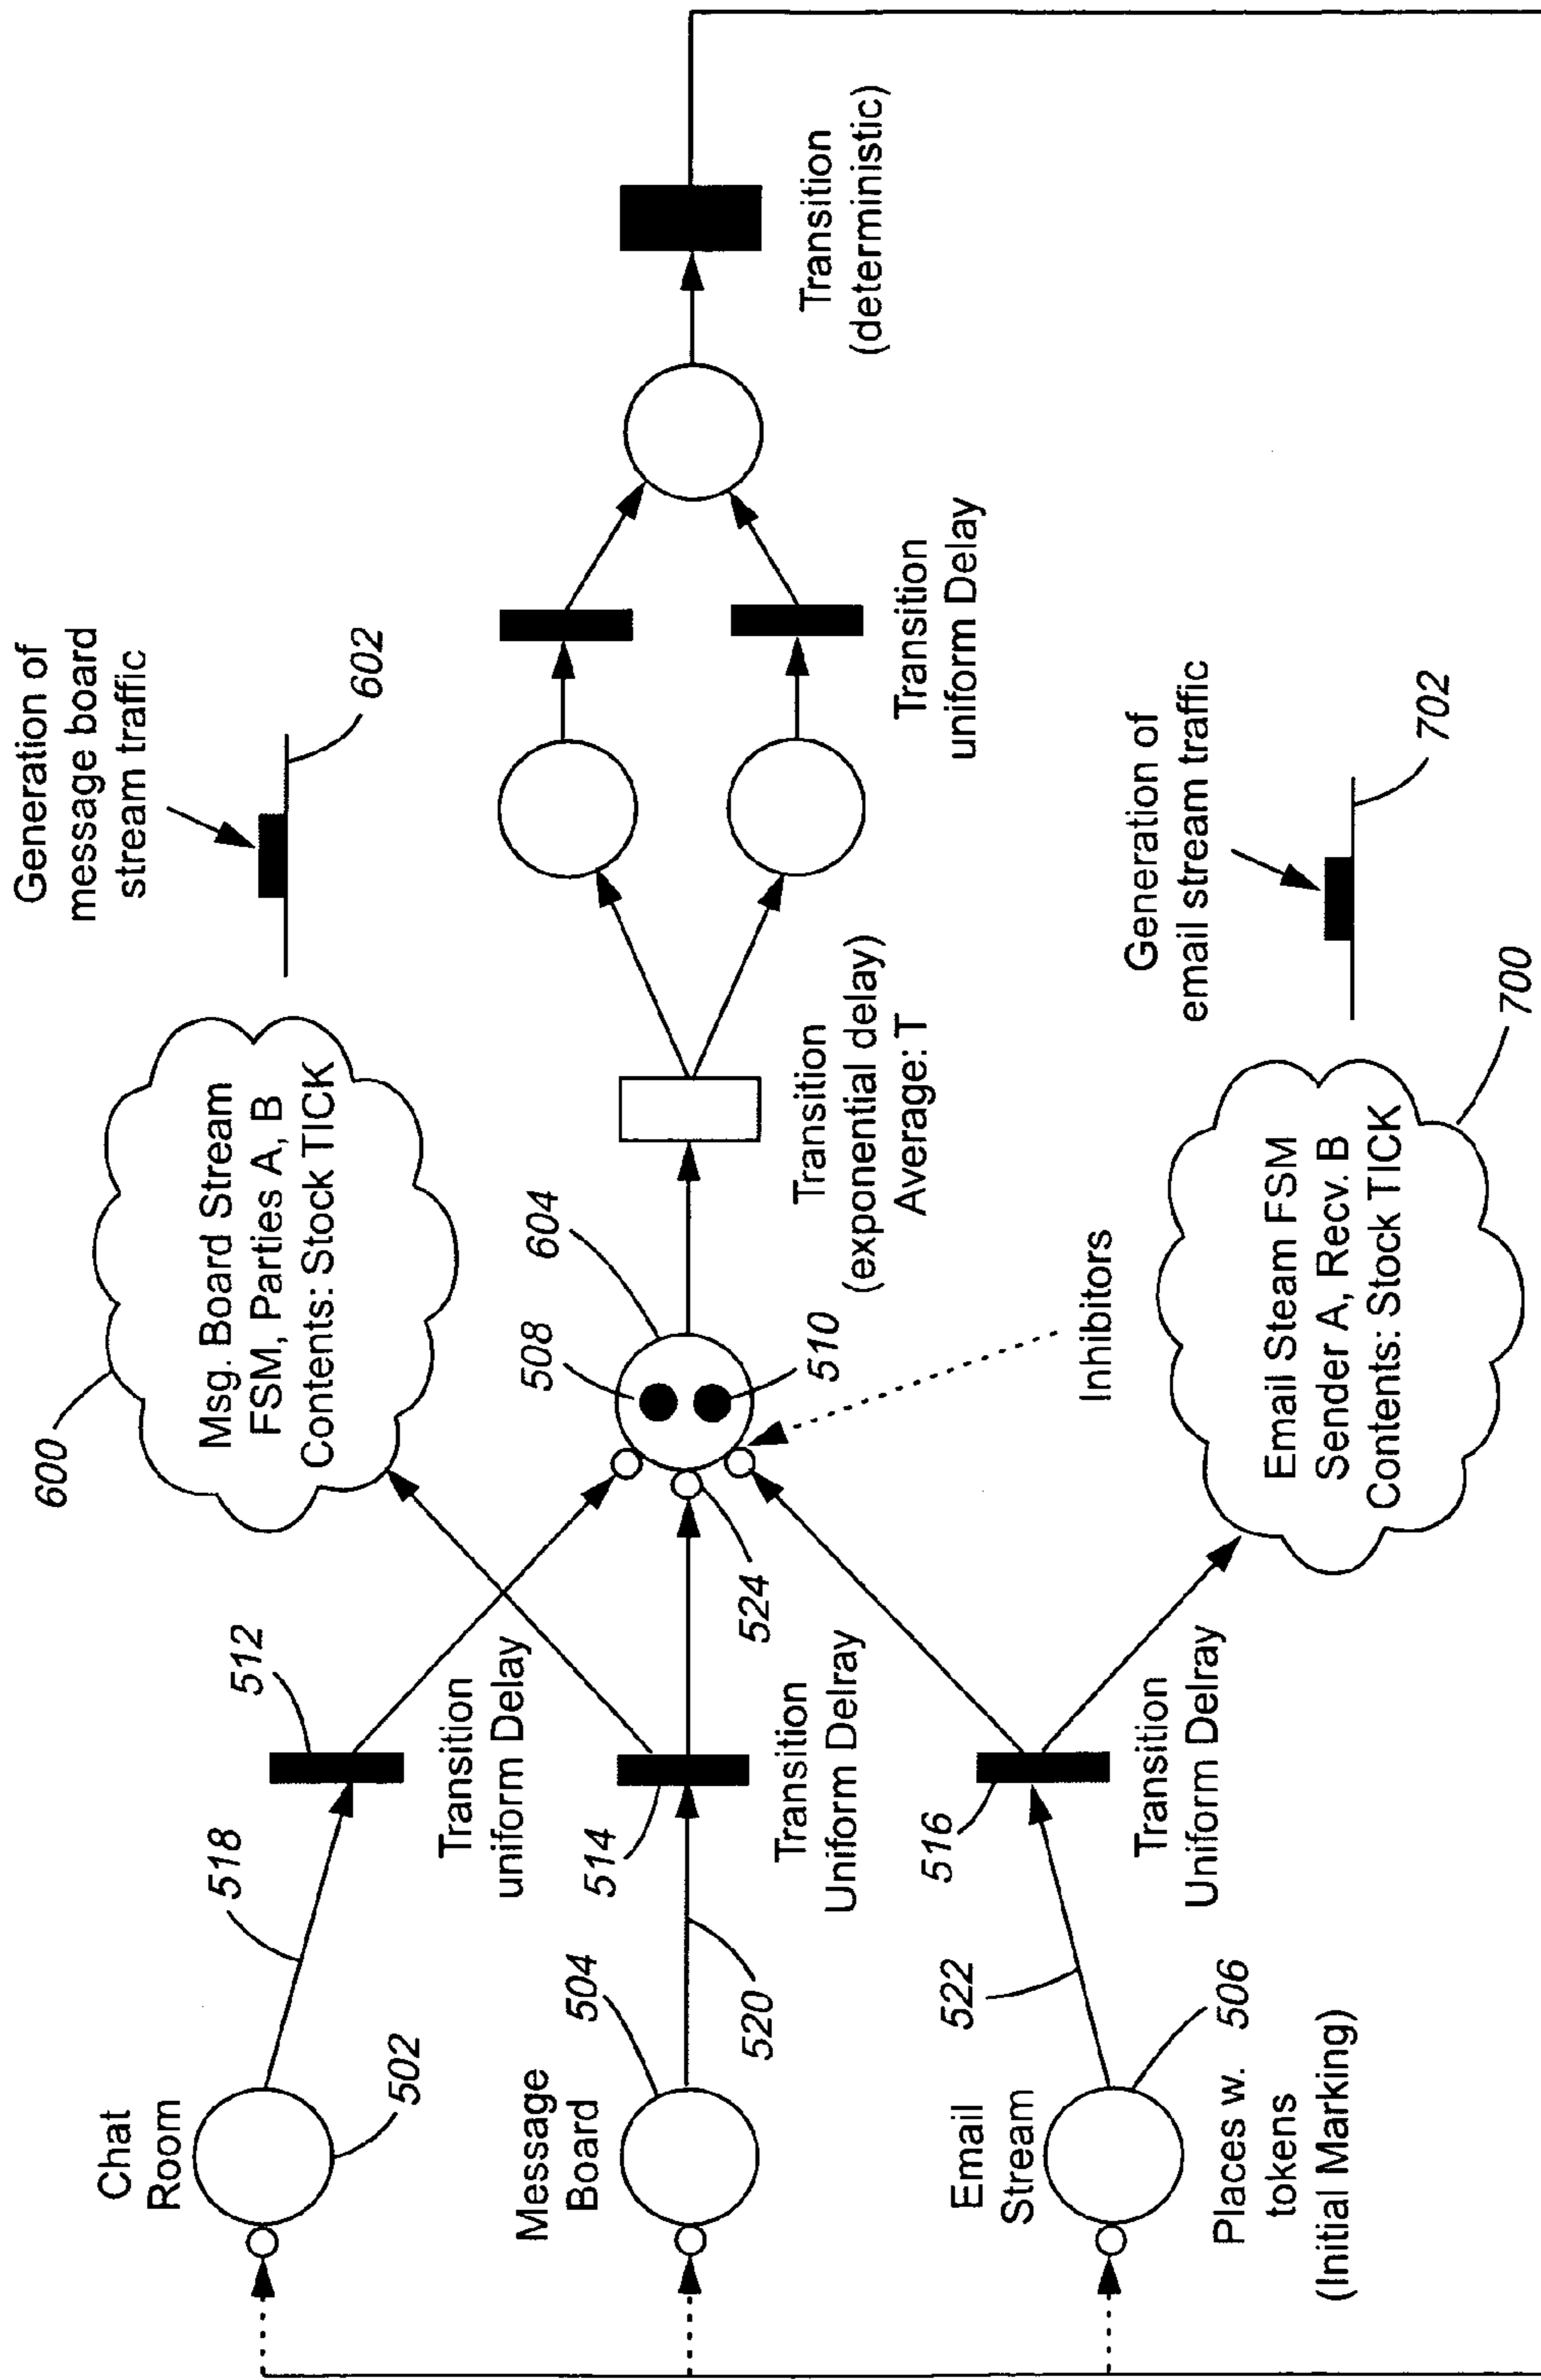 Generation of
message board
stream traffic
602
600
Msg. Board Stream
FSM, Parties A, B
Contents: Stock TICK
Chat
Room
502
518
512
Transition
uniform Delay
Message
Board
504
520
514
Transition
Uniform Delray
524
508
510
604
Transition
(exponential delay)
Average: T
Transition
uniform Delay
Transition
(deterministic)
Inhibitors
Email
Stream
506
Places w.
tokens
(Initial Marking)
522
516
Transition
Uniform Delray
Email Steam FSM
Sender A, Recv. B
Contents: Stock TICK
700
Generation of
email stream traffic
702